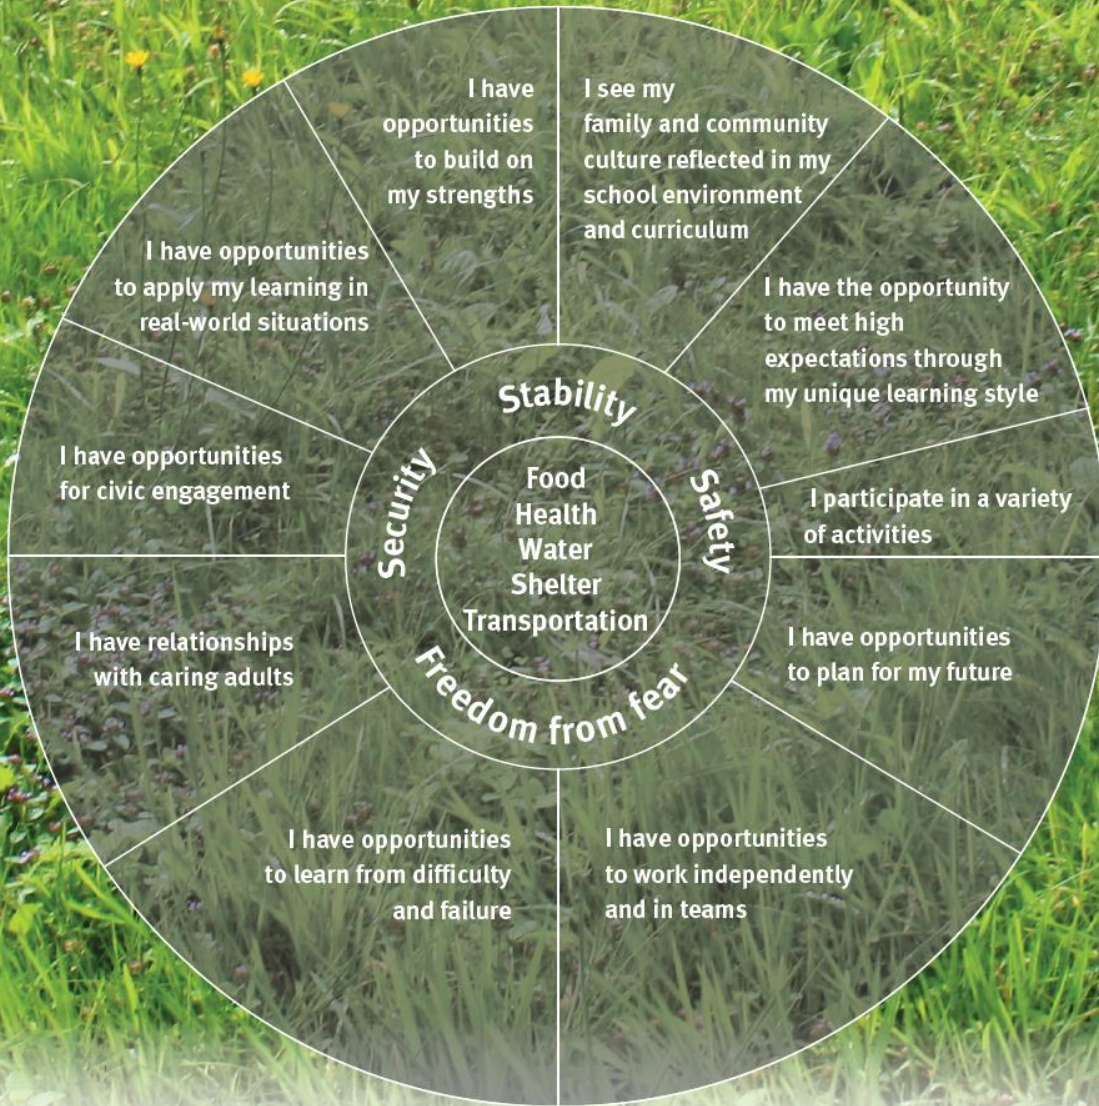 I have
opportunities
to build on
my strengths
I see my
family and community
culture reflected in my
school environment
and curriculum
I have the opportunity
to meet high
expectations through
my unique learning style
I participate in a variety
of activities
I have opportunities
to plan for my future
I have opportunities
to work independently
and in teams
I have opportunities
to learn from difficulty
and failure
I have relationships
with caring adults
I have opportunities
for civic engagement
I have opportunities
to apply my learning in
real-world situations
Stability
Safety
Freedom from fear
Security
Food
Health
Water
Shelter
Transportation